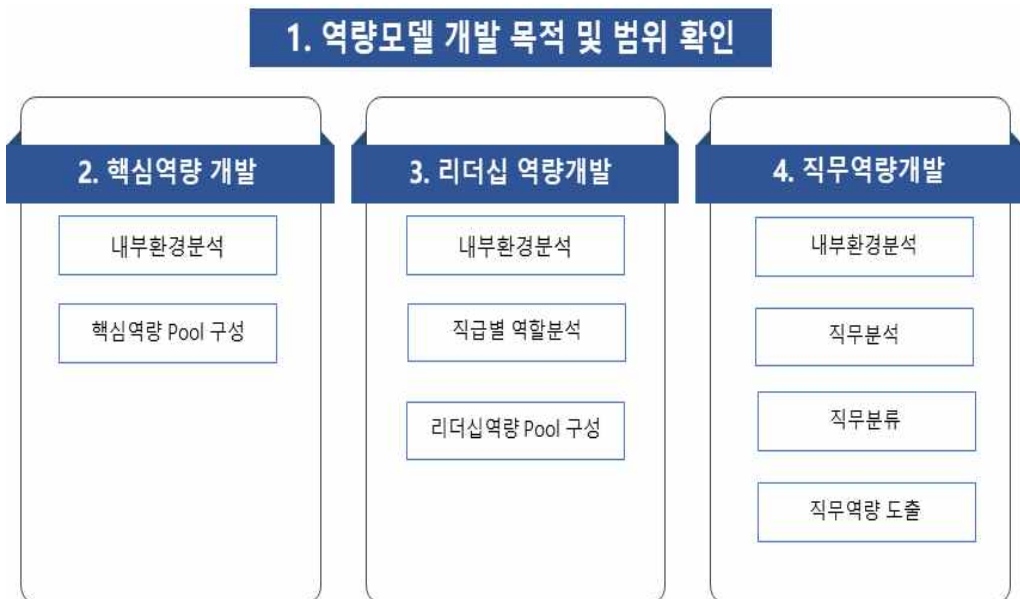 1. 역량모델 개발 목적 및 범위 확인
2. 핵심역량 개발
내부환경분석
핵심역량 Pool 구성
3. 리더십 역량개발
내부환경분석
직급별 역할분석
리더십역량 Pool 구성
4. 직무역량개발
내부환경분석
직무분석
직무분류
직무역량 도출